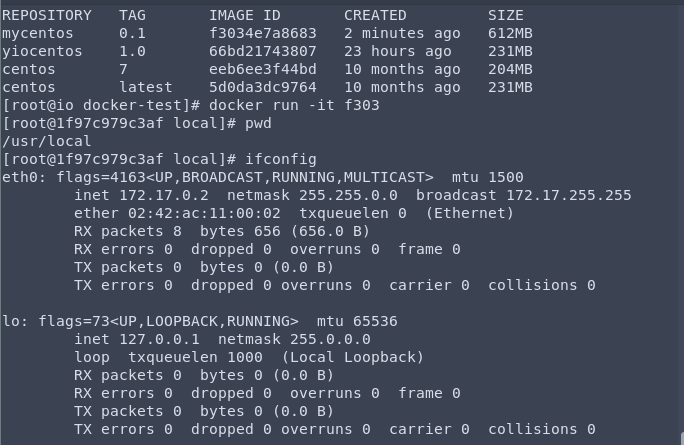 REPOSITORY   TAG       IMAGE ID       CREATED         SIZE
mycentos     0.1       f3034e7a8683   2 minutes ago   612MB
yiocentos    1.0       66bd21743807   23 hours ago    231MB
centos       7         eeb6ee3f44bd   10 months ago   204MB
centos       latest    5d0da3dc9764   10 months ago   231MB
[root@io docker-test]# docker run -it f303
[root@1f97c979c3af local]# pwd
/usr/local
[root@1f97c979c3af local]# ifconfig
eth0: flags=4163<UP,BROADCAST,RUNNING,MULTICAST>  mtu 1500
        inet 172.17.0.2  netmask 255.255.0.0  broadcast 172.17.255.255
        ether 02:42:ac:11:00:02  txqueuelen 0  (Ethernet)
        RX packets 8  bytes 656 (656.0 B)
        RX errors 0  dropped 0  overruns 0  frame 0
        TX packets 0  bytes 0 (0.0 B)
        TX errors 0  dropped 0 overruns 0  carrier 0  collisions 0

lo: flags=73<UP,LOOPBACK,RUNNING>  mtu 65536
        inet 127.0.0.1  netmask 255.0.0.0
        loop  txqueuelen 1000  (Local Loopback)
        RX packets 0  bytes 0 (0.0 B)
        RX errors 0  dropped 0  overruns 0  frame 0
        TX packets 0  bytes 0 (0.0 B)
        TX errors 0  dropped 0 overruns 0  carrier 0  collisions 0